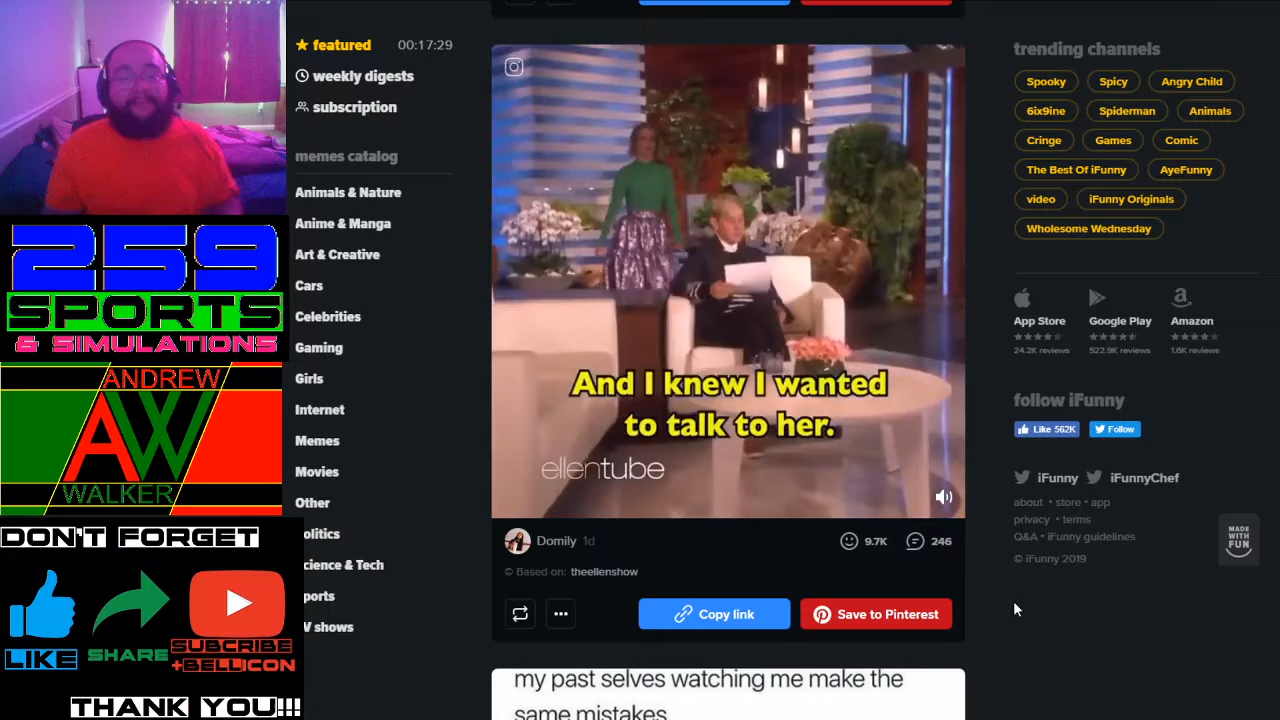 259
SPORTS
& SIMULATIONS
ANDREW
AW
WALKER
DON'T FORGET
LIKE
SHARE
SUBCRIBE
+BELLICON
THANK YOU!!!
featured 00:17:29
weekly digests
subscription
memes catalog
Animals & Nature
Anime & Manga
Art & Creative
Cars
Celebrities
Gaming
Girls
Internet
Memes
Movies
Other
olitics
cience & Tech
ports
V shows
And I knew I wanted
to talk to her.
ellentube
Domily 1d
9.7K 246
© Based on: theellenshow
Copy link
Save to Pinterest
my past selves watching me make the
same mistakes
trending channels
Spooky Spicy Angry Child
6ix9ine Spiderman Animals
Cringe Games Comic
The Best Of iFunny AyeFunny
video iFunny Originals
Wholesome Wednesday
App Store Google Play Amazon
24.2K reviews 522.9K reviews 1.6K reviews
follow iFunny
Like 562K Follow
iFunny iFunnyChef
about • store • app
privacy • terms
Q&A • iFunny guidelines
© iFunny 2019
MADE
WITH
FUN